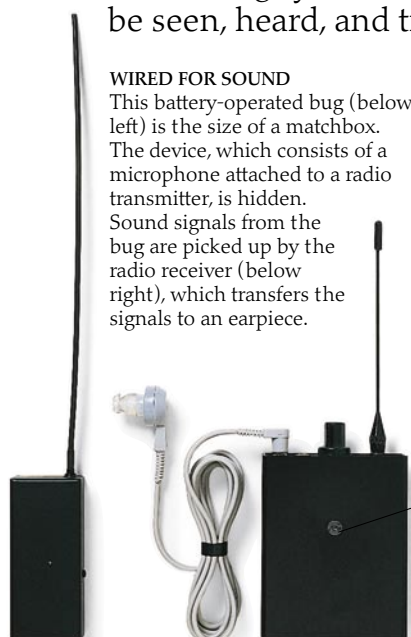 be seen, heard, and
WIRED FOR SOUND
This battery-operated bug (below
left) is the size of a matchbox.
The device, which consists of a
microphone attached to a radio
transmitter, is hidden.
Sound signals from the
bug are picked up by the
radio receiver (below
right), which transfers the
signals to an earpiece.